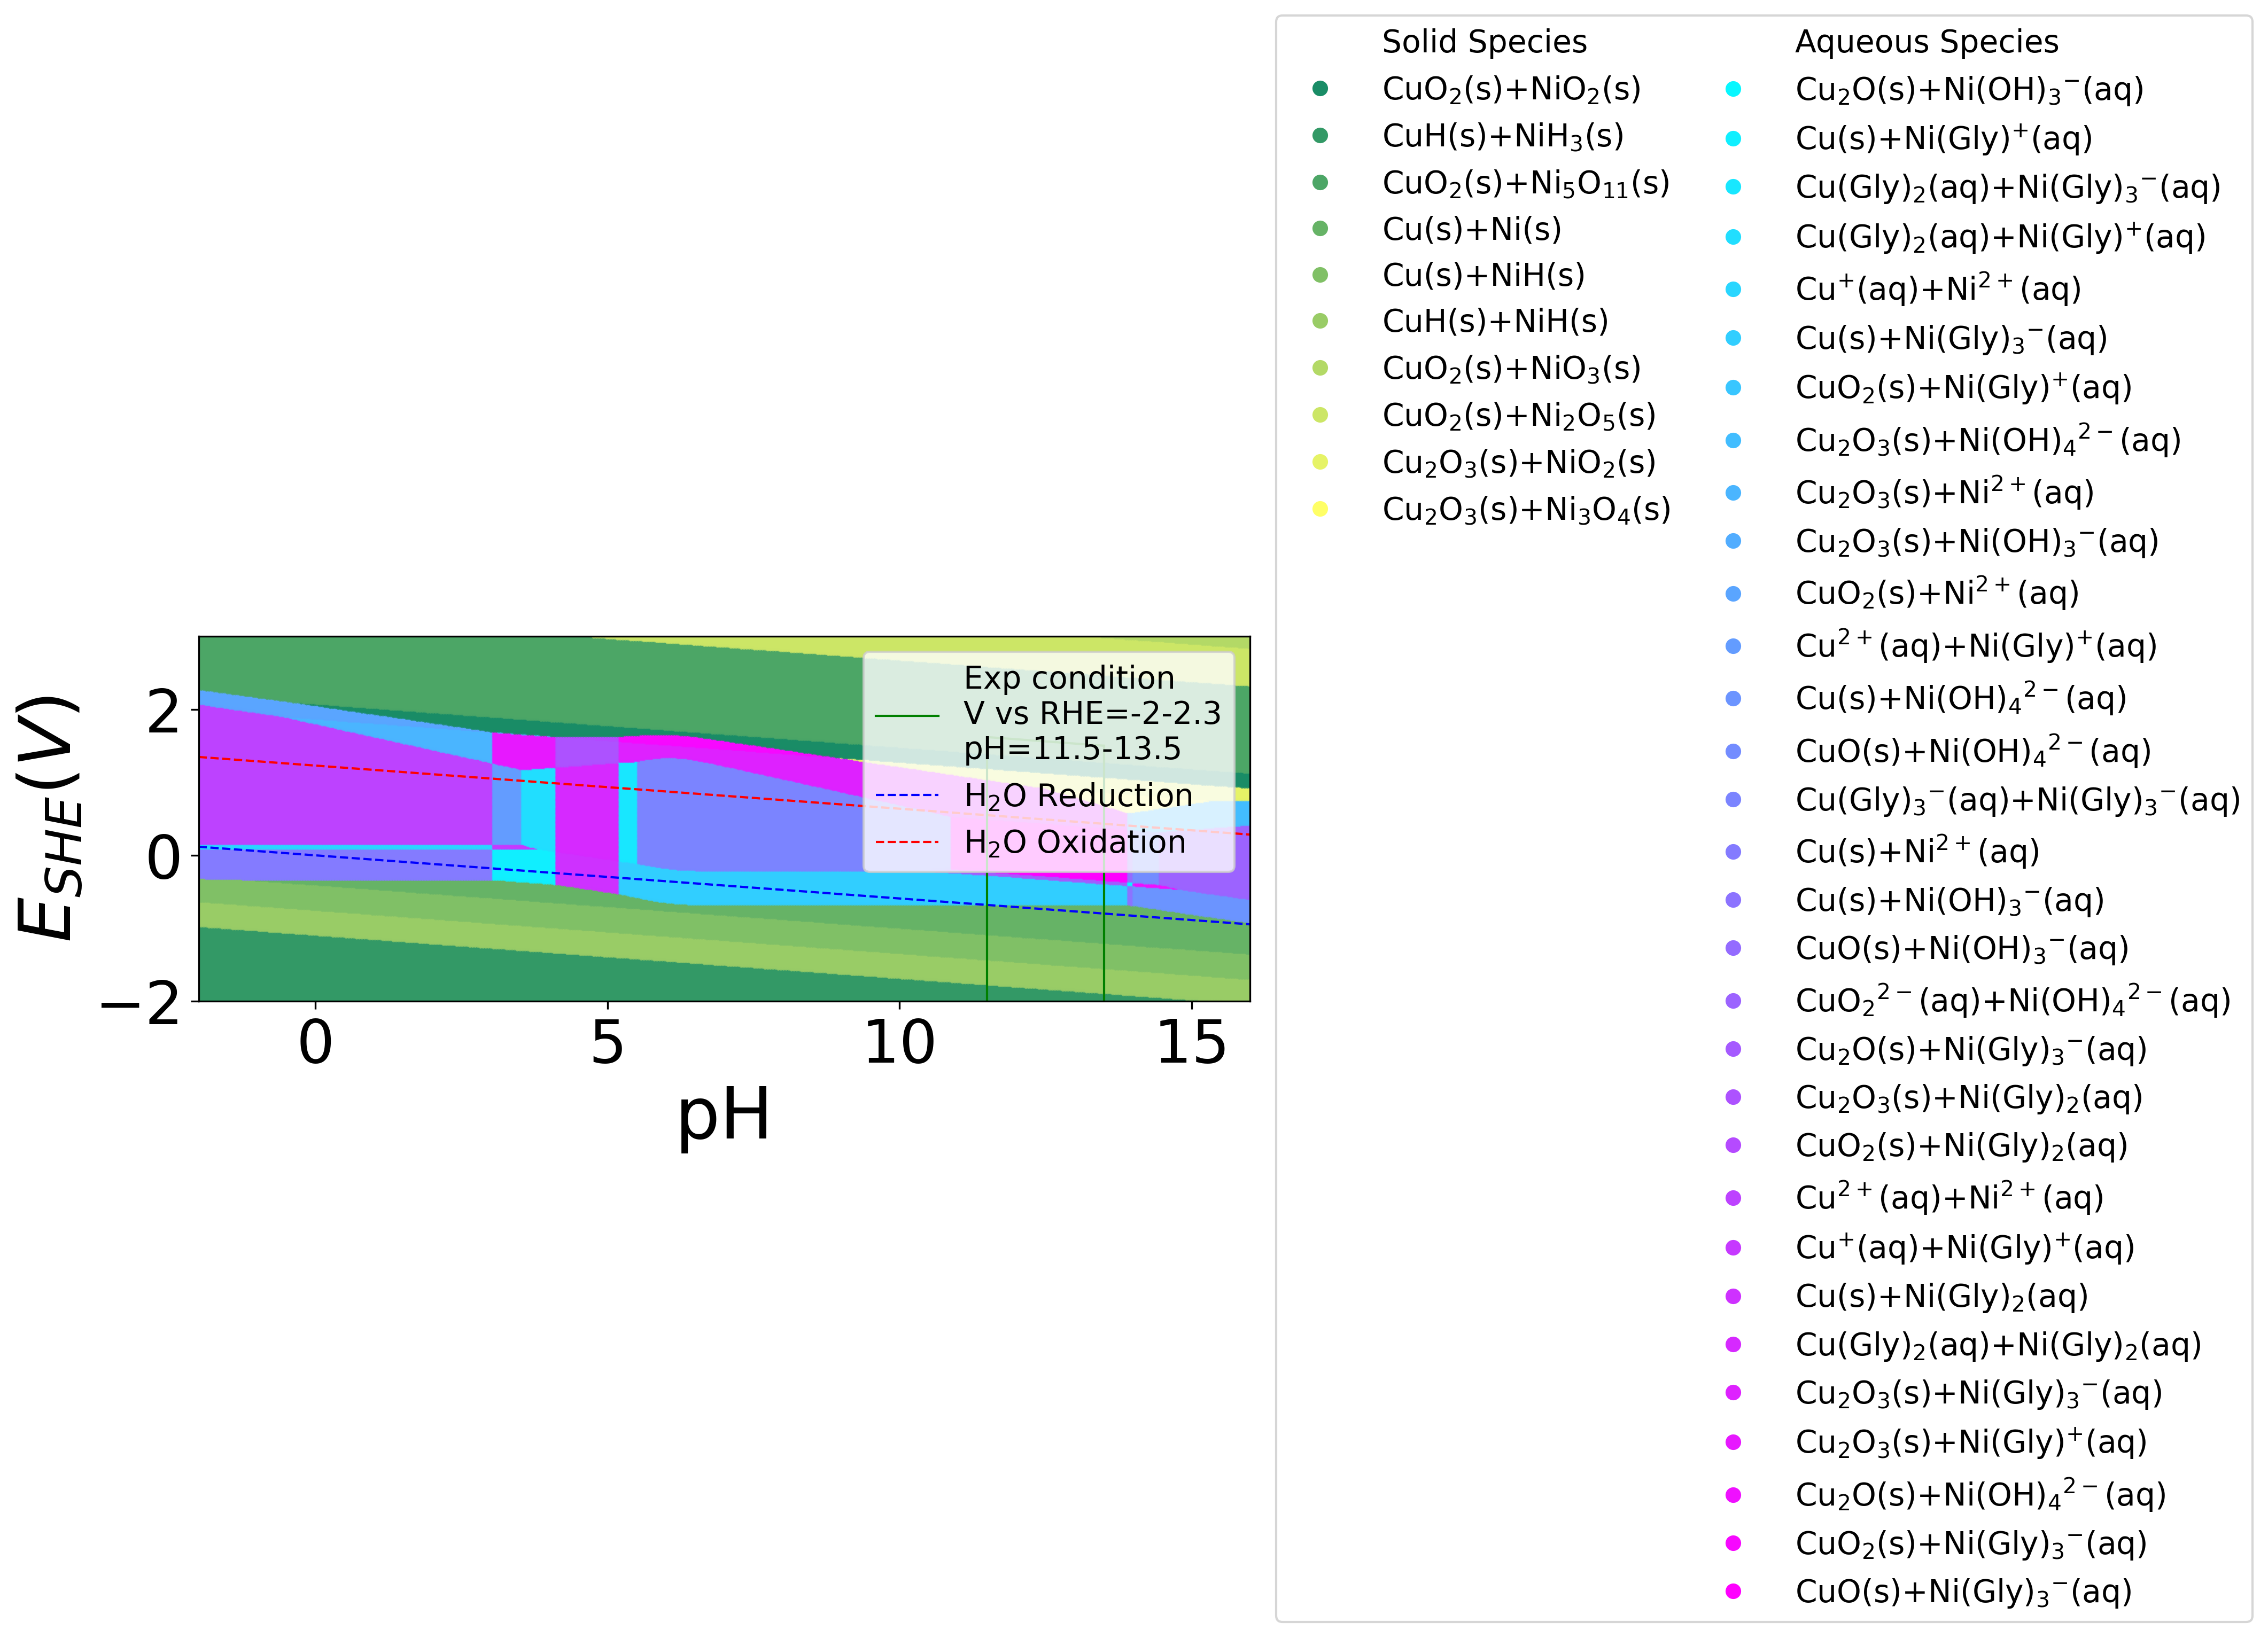 Solid Species
CuO₂(s)+NiO₂(s)
CuH(s)+NiH₃(s)
CuO₂(s)+Ni₅O₁₁(s)
Cu(s)+Ni(s)
Cu(s)+NiH(s)
CuH(s)+NiH(s)
CuO₂(s)+NiO₃(s)
CuO₂(s)+Ni₂O₅(s)
Cu₂O₃(s)+NiO₂(s)
Cu₂O₃(s)+Ni₃O₄(s)
Aqueous Species
Cu₂O(s)+Ni(OH)₃⁻(aq)
Cu(s)+Ni(Gly)⁺(aq)
Cu(Gly)₂(aq)+Ni(Gly)₃⁻(aq)
Cu(Gly)₂(aq)+Ni(Gly)⁺(aq)
Cu⁺(aq)+Ni²⁺(aq)
Cu(s)+Ni(Gly)₃⁻(aq)
CuO₂(s)+Ni(Gly)⁺(aq)
Cu₂O₃(s)+Ni(OH)₄²⁻(aq)
Cu₂O₃(s)+Ni²⁺(aq)
Cu₂O₃(s)+Ni(OH)₃⁻(aq)
CuO₂(s)+Ni²⁺(aq)
Cu²⁺(aq)+Ni(Gly)⁺(aq)
Cu(s)+Ni(OH)₄²⁻(aq)
CuO(s)+Ni(OH)₄²⁻(aq)
Cu(Gly)₃⁻(aq)+Ni(Gly)₃⁻(aq)
Cu(s)+Ni²⁺(aq)
Cu(s)+Ni(OH)₃⁻(aq)
CuO(s)+Ni(OH)₃⁻(aq)
CuO₂²⁻(aq)+Ni(OH)₄²⁻(aq)
Cu₂O(s)+Ni(Gly)₃⁻(aq)
Cu₂O₃(s)+Ni(Gly)₂(aq)
CuO₂(s)+Ni(Gly)₂(aq)
Cu²⁺(aq)+Ni²⁺(aq)
Cu⁺(aq)+Ni(Gly)⁺(aq)
Cu(s)+Ni(Gly)₂(aq)
Cu(Gly)₂(aq)+Ni(Gly)₂(aq)
Cu₂O₃(s)+Ni(Gly)₃⁻(aq)
Cu₂O₃(s)+Ni(Gly)⁺(aq)
Cu₂O(s)+Ni(OH)₄²⁻(aq)
CuO₂(s)+Ni(Gly)₃⁻(aq)
CuO(s)+Ni(Gly)₃⁻(aq)
Exp condition
V vs RHE=-2-2.3
pH=11.5-13.5
H₂O Reduction
H₂O Oxidation
E_SHE(V)
2
0
−2
0 5 10 15
pH